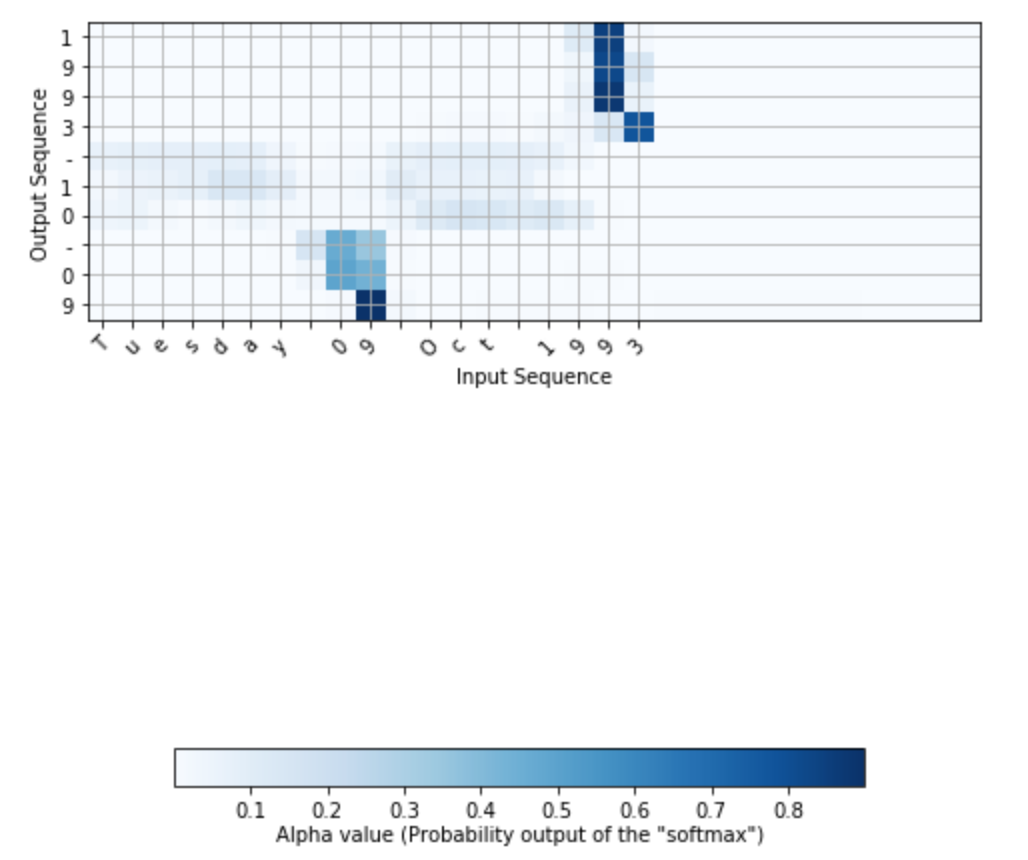 1
9
9
3
-
1
0
-
0
9
Output Sequence
T u e s d a y 0 9 O c t 1 9 9 3
Input Sequence
0.1 0.2 0.3 0.4 0.5 0.6 0.7 0.8
Alpha value (Probability output of the "softmax")